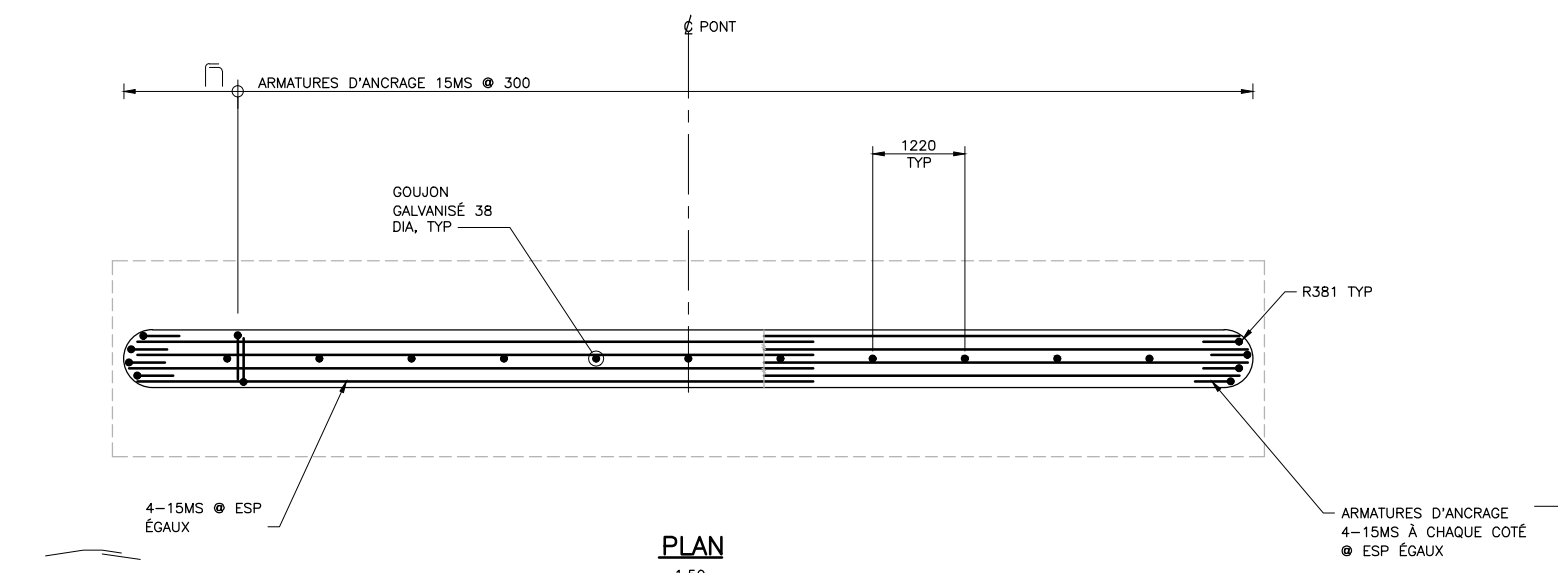 ℄ PONT
ARMATURES D'ANCRAGE 15MS @ 300
1220
TYP
GOUJON
GALVANISÉ 38
DIA, TYP
R381 TYP
4-15MS @ ESP
ÉGAUX
ARMATURES D'ANCRAGE
4-15MS À CHAQUE COTÉ
@ ESP ÉGAUX
PLAN